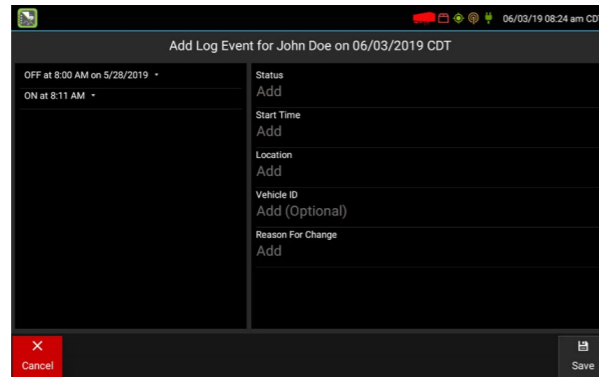 06/03/19 08:24 am CDT
Add Log Event for John Doe on 06/03/2019 CDT
OFF at 8:00 AM on 5/28/2019
ON at 8:11 AM
Status
Add
Start Time
Add
Location
Add
Vehicle ID
Add (Optional)
Reason For Change
Add
Cancel
Save